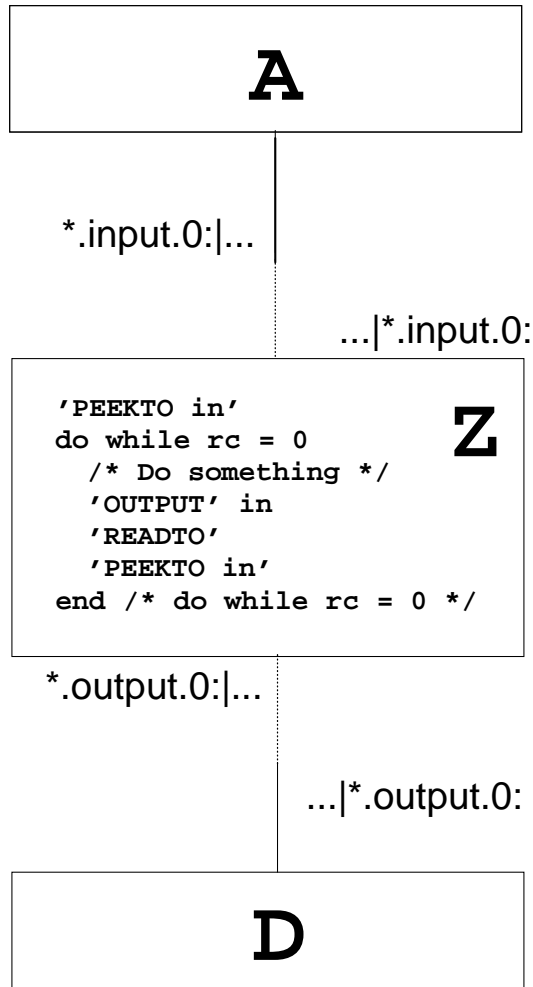 A
*.input.0:|...
...|*.input.0:
Z
’PEEKTO in’
do while rc = 0
/* Do something */
’OUTPUT’ in
’READTO’
’PEEKTO in’
end /* do while rc = 0 */
*.output.0:|...
...|*.output.0:
D